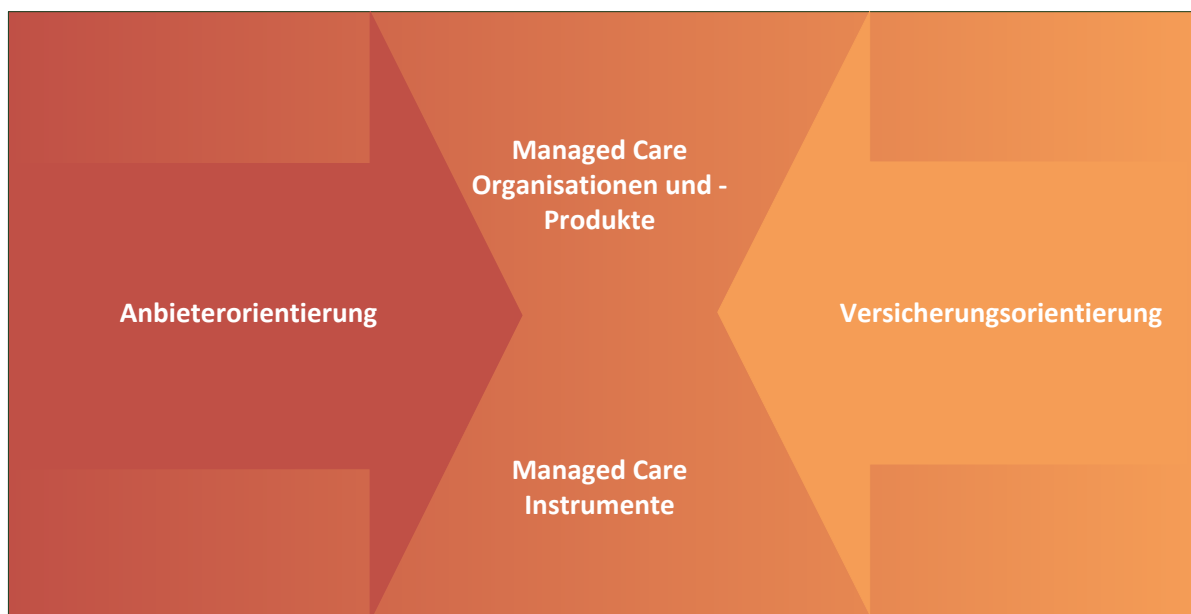 Managed Care
Organisationen und -
Produkte
Anbieterorientierung
Versicherungsorientierung
Managed Care
Instrumente